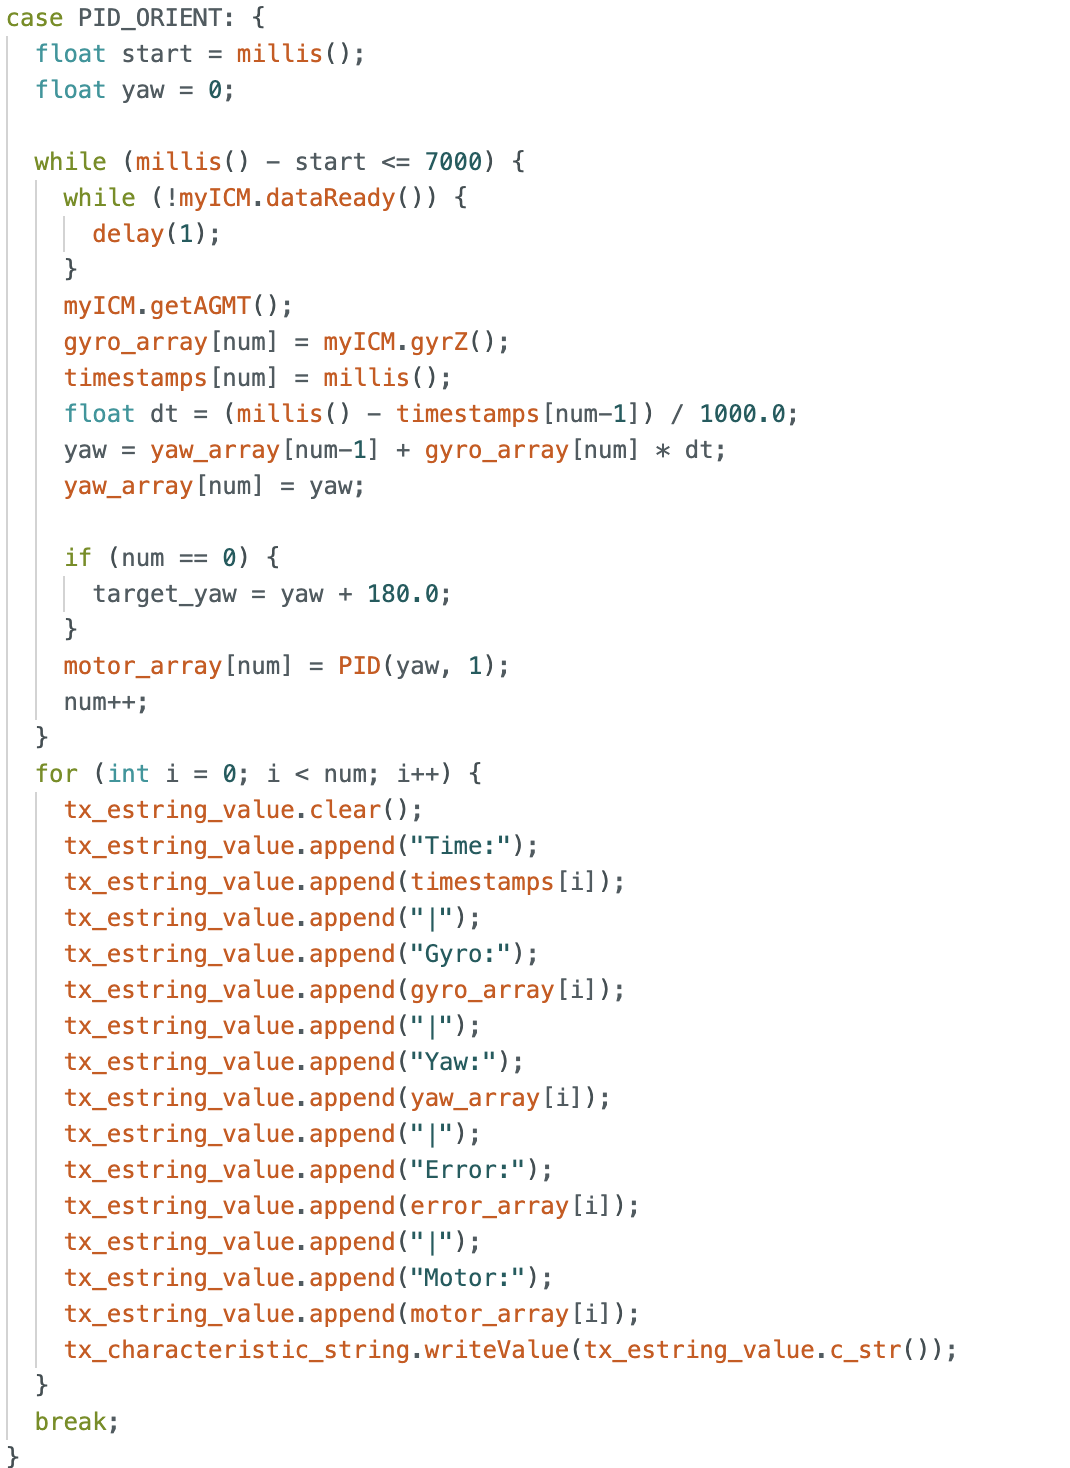 case PID_ORIENT: {
  float start = millis();
  float yaw = 0;

  while (millis() - start <= 7000) {
    while (!myICM.dataReady()) {
      delay(1);
    }
    myICM.getAGMT();
    gyro_array[num] = myICM.gyrZ();
    timestamps[num] = millis();
    float dt = (millis() - timestamps[num-1]) / 1000.0;
    yaw = yaw_array[num-1] + gyro_array[num] * dt;
    yaw_array[num] = yaw;

    if (num == 0) {
      target_yaw = yaw + 180.0;
    }
    motor_array[num] = PID(yaw, 1);
    num++;
  }
  for (int i = 0; i < num; i++) {
    tx_estring_value.clear();
    tx_estring_value.append("Time:");
    tx_estring_value.append(timestamps[i]);
    tx_estring_value.append("|");
    tx_estring_value.append("Gyro:");
    tx_estring_value.append(gyro_array[i]);
    tx_estring_value.append("|");
    tx_estring_value.append("Yaw:");
    tx_estring_value.append(yaw_array[i]);
    tx_estring_value.append("|");
    tx_estring_value.append("Error:");
    tx_estring_value.append(error_array[i]);
    tx_estring_value.append("|");
    tx_estring_value.append("Motor:");
    tx_estring_value.append(motor_array[i]);
    tx_characteristic_string.writeValue(tx_estring_value.c_str());
  }
  break;
}